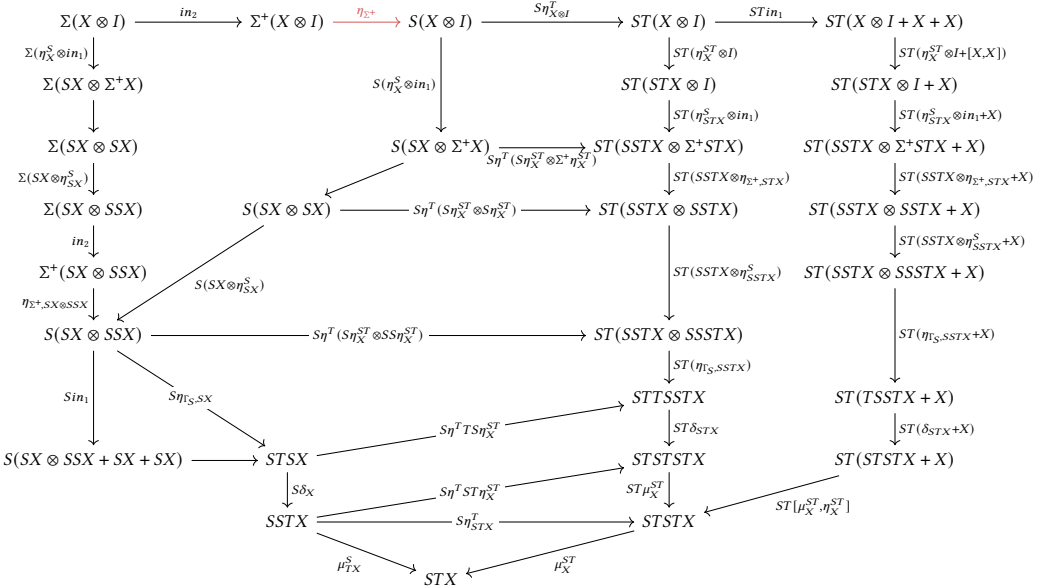 Σ(X ⊗ I) in₂ Σ⁺(X ⊗ I) η_{Σ⁺} S(X ⊗ I) Sη^T_{X⊗I} ST(X ⊗ I) STin₁ ST(X ⊗ I + X + X)
Σ(η^S_X⊗in₁) S(η^S_X⊗in₁) ST(η^{ST}_X⊗I) ST(η^{ST}_X⊗I+[X,X])
Σ(SX ⊗ Σ⁺X) ST(STX ⊗ I) ST(STX ⊗ I + X)
ST(η^S_{STX}⊗in₁) ST(η^S_{STX}⊗in₁+X)
Σ(SX ⊗ SX) S(SX ⊗ Σ⁺X) Sη^T(Sη^{ST}_X⊗Σ⁺η^{ST}_X) ST(SSTX ⊗ Σ⁺STX) ST(SSTX ⊗ Σ⁺STX + X)
Σ(SX⊗η^S_{SX}) ST(SSTX⊗η_{Σ⁺,STX}) ST(SSTX⊗η_{Σ⁺,STX}+X)
Σ(SX ⊗ SSX) S(SX ⊗ SX) Sη^T(Sη^{ST}_X⊗Sη^{ST}_X) ST(SSTX ⊗ SSTX) ST(SSTX ⊗ SSTX + X)
in₂ ST(SSTX⊗η^S_{SSTX}+X)
Σ⁺(SX ⊗ SSX) S(SX⊗η^S_{SX}) ST(SSTX⊗η^S_{SSTX}) ST(SSTX ⊗ SSSTX + X)
η_{Σ⁺,SX⊗SSX}
S(SX ⊗ SSX) Sη^T(Sη^{ST}_X⊗SSη^{ST}_X) ST(SSTX ⊗ SSSTX) ST(η_{Γ_S,SSTX}+X)
ST(η_{Γ_S,SSTX})
Sin₁ Sη_{Γ_S,SX} STTSSTX ST(TSSTX + X)
Sη^TTSη^{ST}_X STδ_{STX} ST(δ_{STX}+X)
S(SX ⊗ SSX + SX + SX) STSX STSTSTX ST(STSTX + X)
Sδ_X Sη^TSTη^{ST}_X STμ^{ST}_X ST[μ^{ST}_X,η^{ST}_X]
SSTX Sη^T_{STX} STSTX
μ^S_{TX} STX μ^{ST}_X